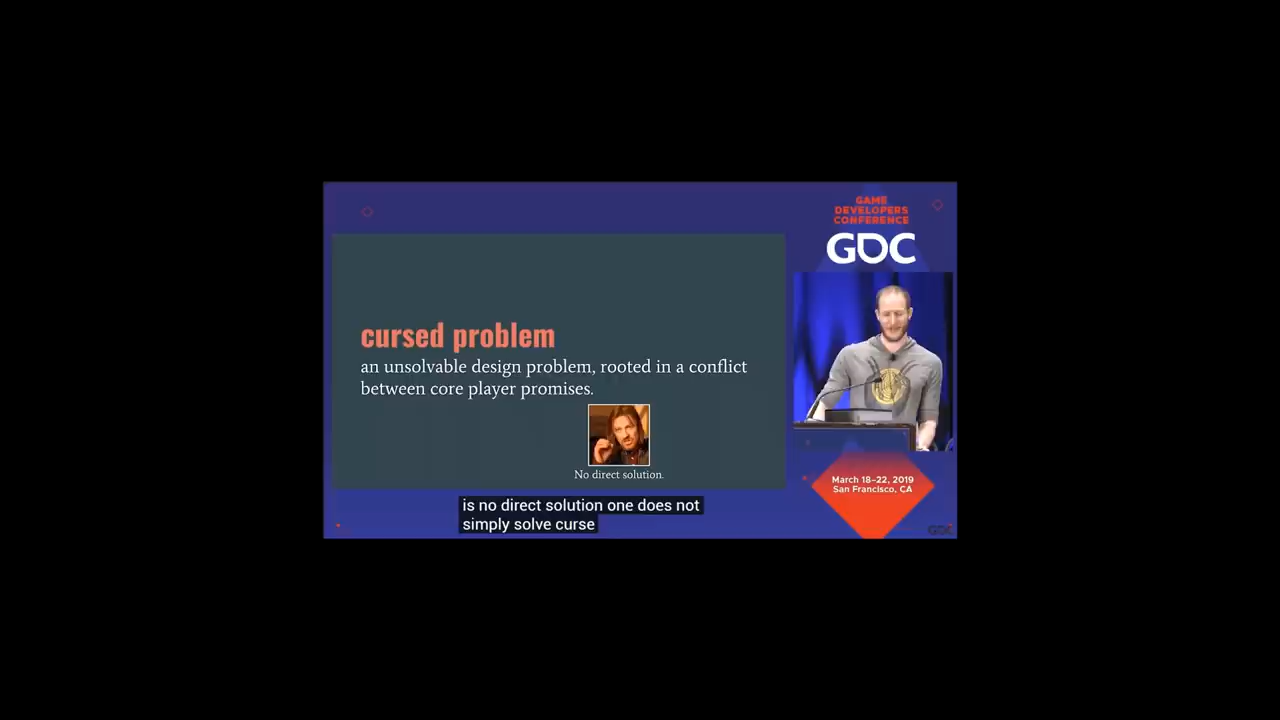 GAME
DEVELOPERS
CONFERENCE
GDC
cursed problem
an unsolvable design problem, rooted in a conflict
between core player promises.
No direct solution.
March 18-22, 2019
San Francisco, CA
is no direct solution one does not
simply solve curse
GDC